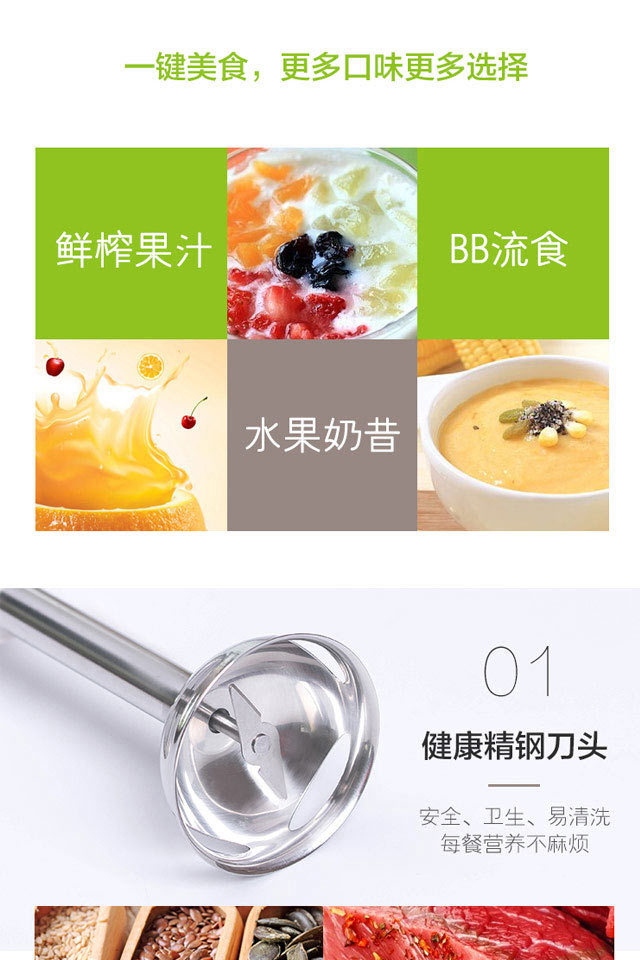 一键美食，更多口味更多选择
鲜榨果汁
BB流食
水果奶昔
01
健康精钢刀头
安全、卫生、易清洗
每餐营养不麻烦